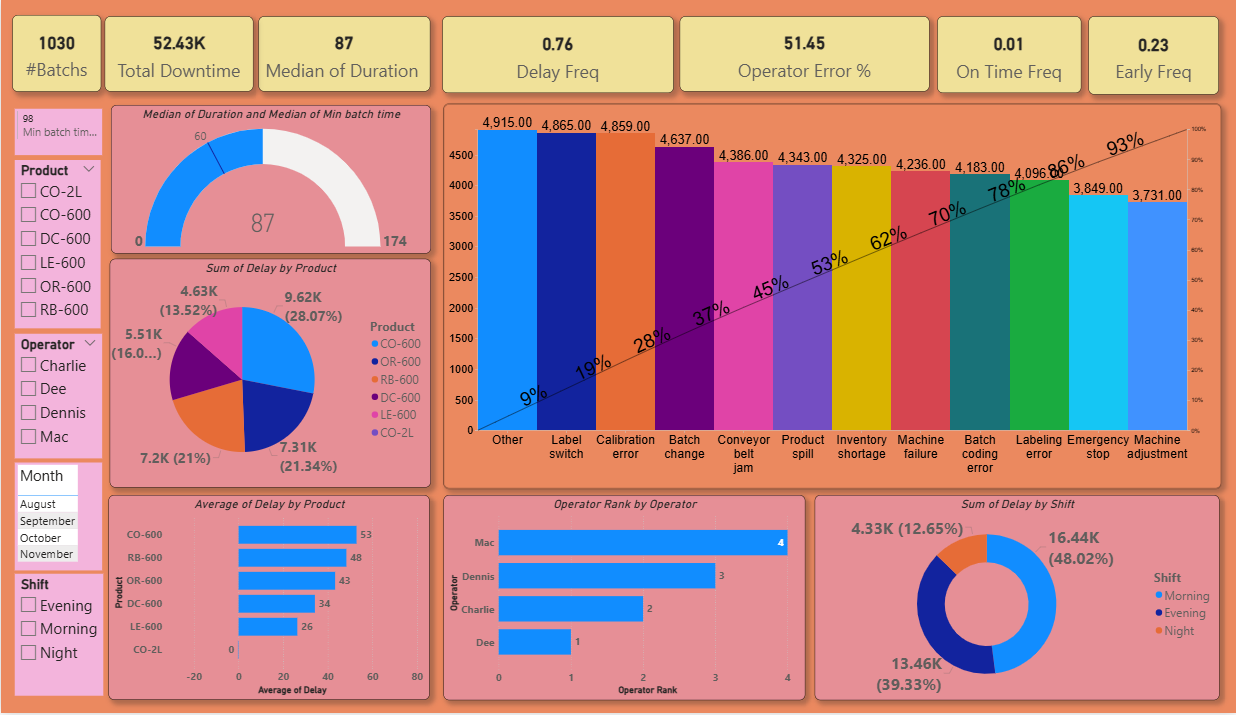 1030
#Batchs
52.43K
Total Downtime
87
Median of Duration
0.76
Delay Freq
51.45
Operator Error %
0.01
On Time Freq
0.23
Early Freq
98
Min batch tim...
Product
CO-2L
CO-600
DC-600
LE-600
OR-600
RB-600
Operator
Charlie
Dee
Dennis
Mac
Month
August
September
October
November
Shift
Evening
Morning
Night
Median of Duration and Median of Min batch time
60
87
0
174
Sum of Delay by Product
4.63K
(13.52%)
9.62K
(28.07%)
5.51K
(16.0...)
7.2K (21%)
7.31K
(21.34%)
Product
CO-600
OR-600
RB-600
DC-600
LE-600
CO-2L
4,915.00 4,865.00 4,859.00
4,637.00
4,386.00 4,343.00 4,325.00
4,236.00 4,183.00
4,096.00
3,849.00 3,731.00
4500
4000
3500
3000
2500
2000
1500
1000
500
0
9%
19%
28%
37%
45%
53%
62%
70%
78%
86%
93%
100%
90%
80%
70%
60%
50%
40%
30%
20%
10%
0%
Other
Label
switch
Calibration
error
Batch
change
Conveyor
belt
jam
Product
spill
Inventory
shortage
Machine
failure
Batch
coding
error
Labeling
error
Emergency
stop
Machine
adjustment
Average of Delay by Product
Product
CO-600
53
RB-600
48
OR-600
43
DC-600
34
LE-600
26
CO-2L
0
-20 0 20 40 60 80
Average of Delay
Operator Rank by Operator
Operator
Mac
4
Dennis
3
Charlie
2
Dee
1
0 1 2 3 4
Operator Rank
Sum of Delay by Shift
4.33K (12.65%)
16.44K
(48.02%)
13.46K
(39.33%)
Shift
Morning
Evening
Night